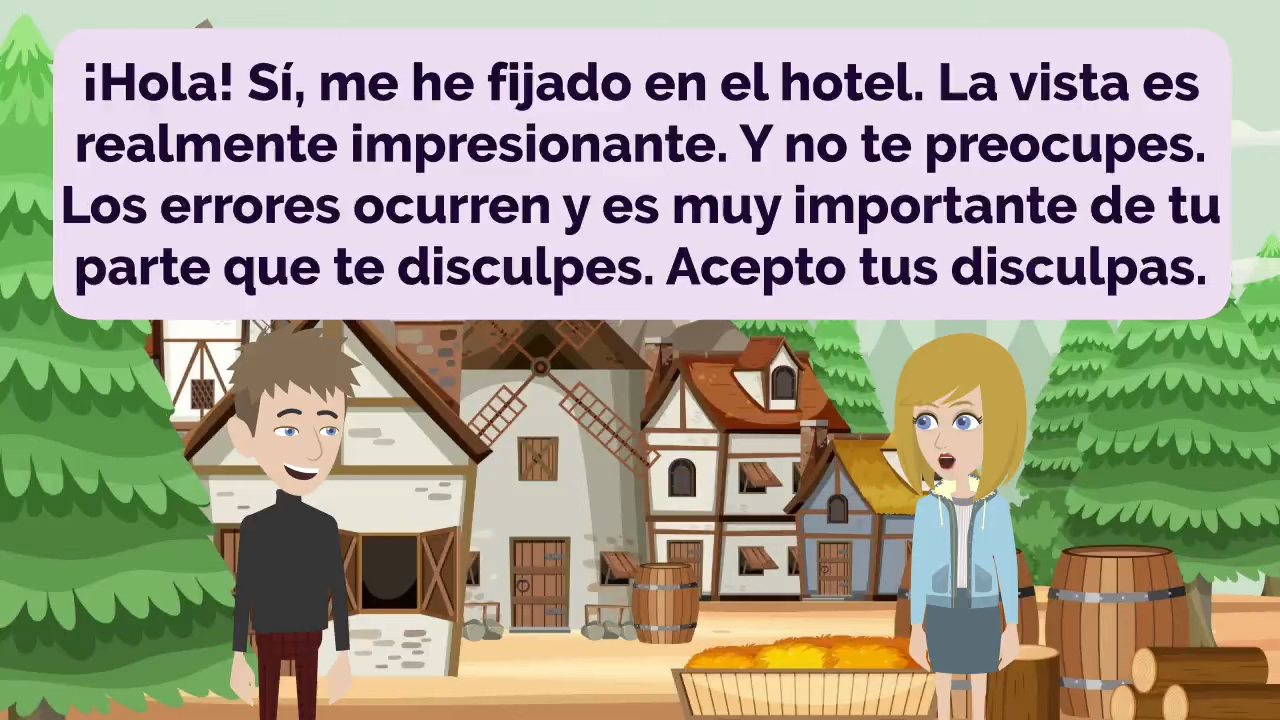 ¡Hola! Sí, me he fijado en el hotel. La vista es
realmente impresionante. Y no te preocupes.
Los errores ocurren y es muy importante de tu
parte que te disculpes. Acepto tus disculpas.